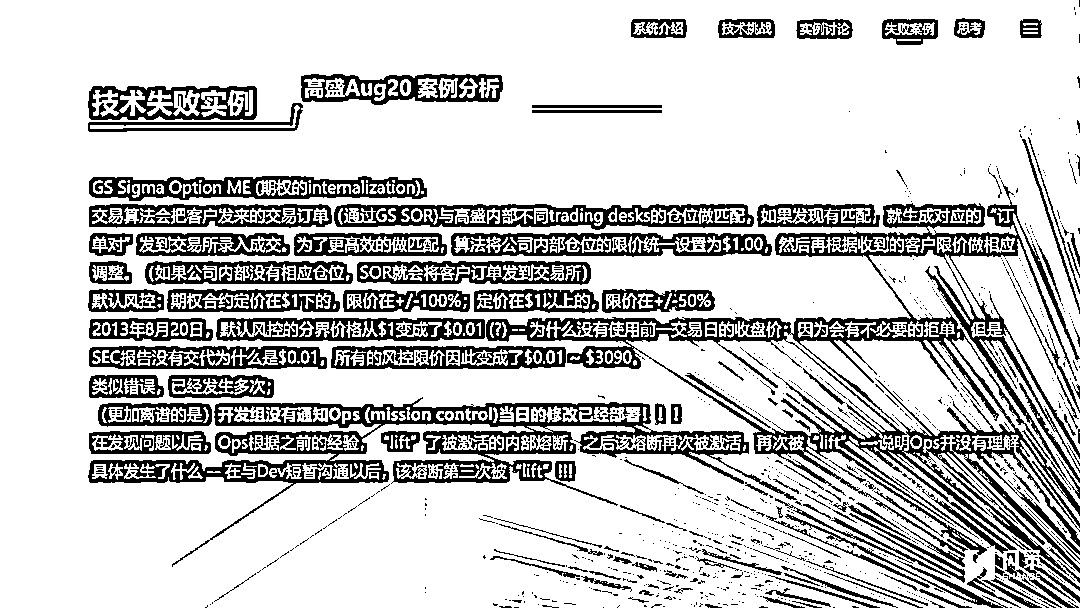 系统介绍 技术挑战 实例讨论 失败案例 思考
技术失败实例 高盛Aug20 案例分析
GS Sigma Option ME (期权的internalization).
交易算法会把客户发来的交易订单（通过GS SOR)与高盛内部不同trading desks的仓位做匹配，如果发现有匹配，就生成对应的“订
单对”发到交易所录入成交。为了更高效的做匹配，算法将公司内部仓位的限价统一设置为$1.00，然后再根据收到的客户限价做相应
调整。（如果公司内部没有相应仓位，SOR就会将客户订单发到交易所）
默认风控：期权合约定价在$1下的，限价在+/-100%；定价在$1以上的，限价在+/-50%
2013年8月20日，默认风控的分界价格从$1变成了$0.01 (?) -- 为什么没有使用前一交易日的收盘价；因为会有不必要的拒单；但是
SEC报告没有交代为什么是$0.01，所有的风控限价因此变成了$0.01 ~ $3090。
类似错误，已经发生多次；
（更加离谱的是）开发组没有通知Ops (mission control)当日的修改已经部署！！！
在发现问题以后，Ops根据之前的经验，“lift”了被激活的内部熔断，之后该熔断再次被激活，再次被“lift” -- 说明Ops并没有理解
具体发生了什么 -- 在与Dev短暂沟通以后，该熔断第三次被“lift”!!!